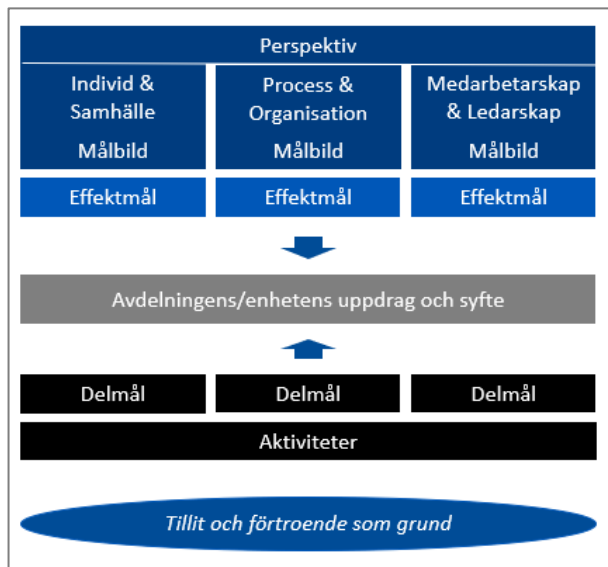 Perspektiv
Individ &
Samhälle
Målbild
Process &
Organisation
Målbild
Medarbetarskap
& Ledarskap
Målbild
Effektmål
Effektmål
Effektmål
Avdelningens/enhetens uppdrag och syfte
Delmål
Delmål
Delmål
Aktiviteter
Tillit och förtroende som grund